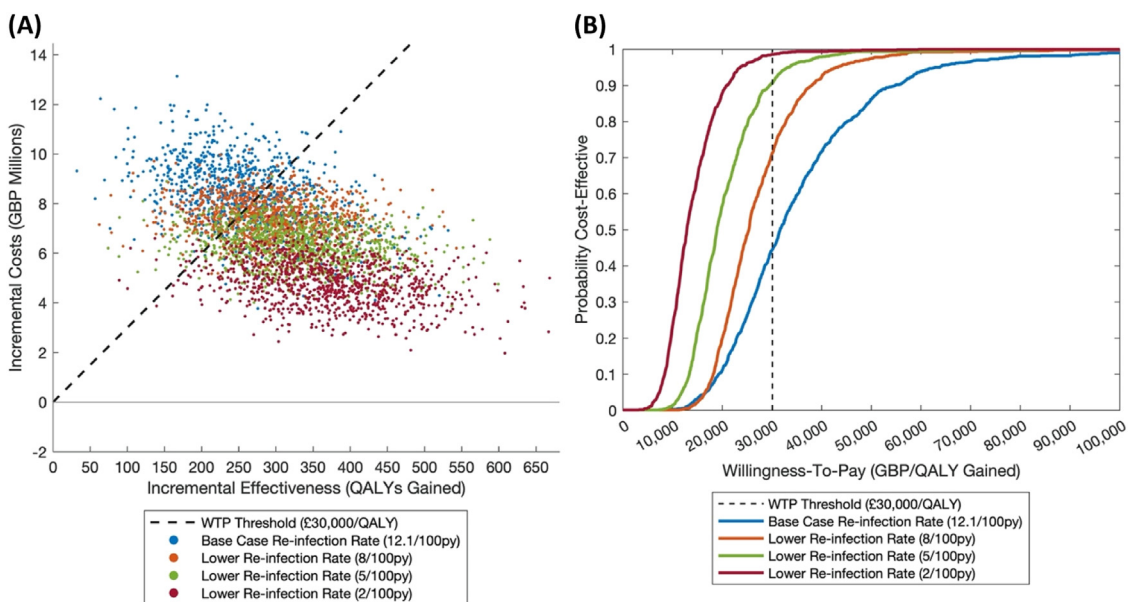 (A)
14
12
10
8
6
4
2
0
-2
Incremental Costs (GBP Millions)
0 50 100 150 200 250 300 350 400 450 500 550 600 650
Incremental Effectiveness (QALYs Gained)
WTP Threshold (£30,000/QALY)
Base Case Re-infection Rate (12.1/100py)
Lower Re-infection Rate (8/100py)
Lower Re-infection Rate (5/100py)
Lower Re-infection Rate (2/100py)
(B)
1
0.9
0.8
0.7
0.6
0.5
0.4
0.3
0.2
0.1
0
Probability Cost-Effective
0 10,000 20,000 30,000 40,000 50,000 60,000 70,000 80,000 90,000 100,000
Willingness-To-Pay (GBP/QALY Gained)
WTP Threshold (£30,000/QALY)
Base Case Re-infection Rate (12.1/100py)
Lower Re-infection Rate (8/100py)
Lower Re-infection Rate (5/100py)
Lower Re-infection Rate (2/100py)